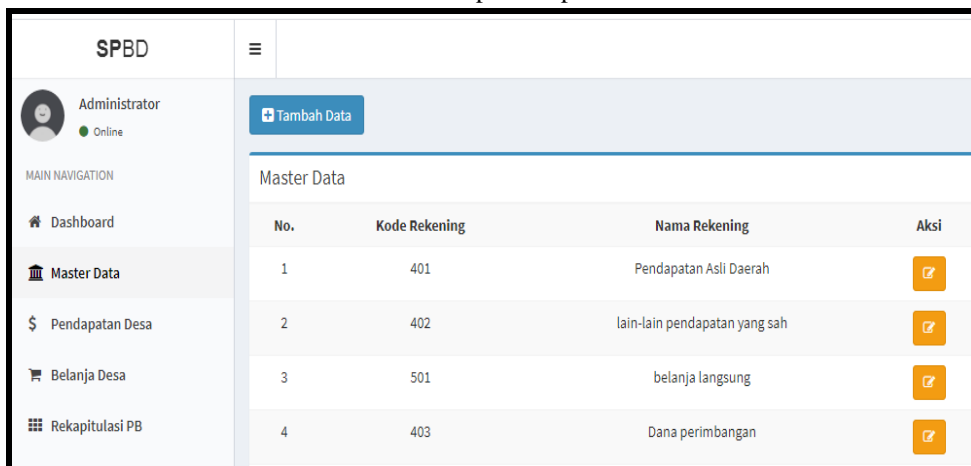 SPBD
Administrator
Online
MAIN NAVIGATION
Dashboard
Master Data
Pendapatan Desa
Belanja Desa
Rekapitulasi PB
Tambah Data
Master Data
No. Kode Rekening Nama Rekening Aksi
1 401 Pendapatan Asli Daerah
2 402 lain-lain pendapatan yang sah
3 501 belanja langsung
4 403 Dana perimbangan